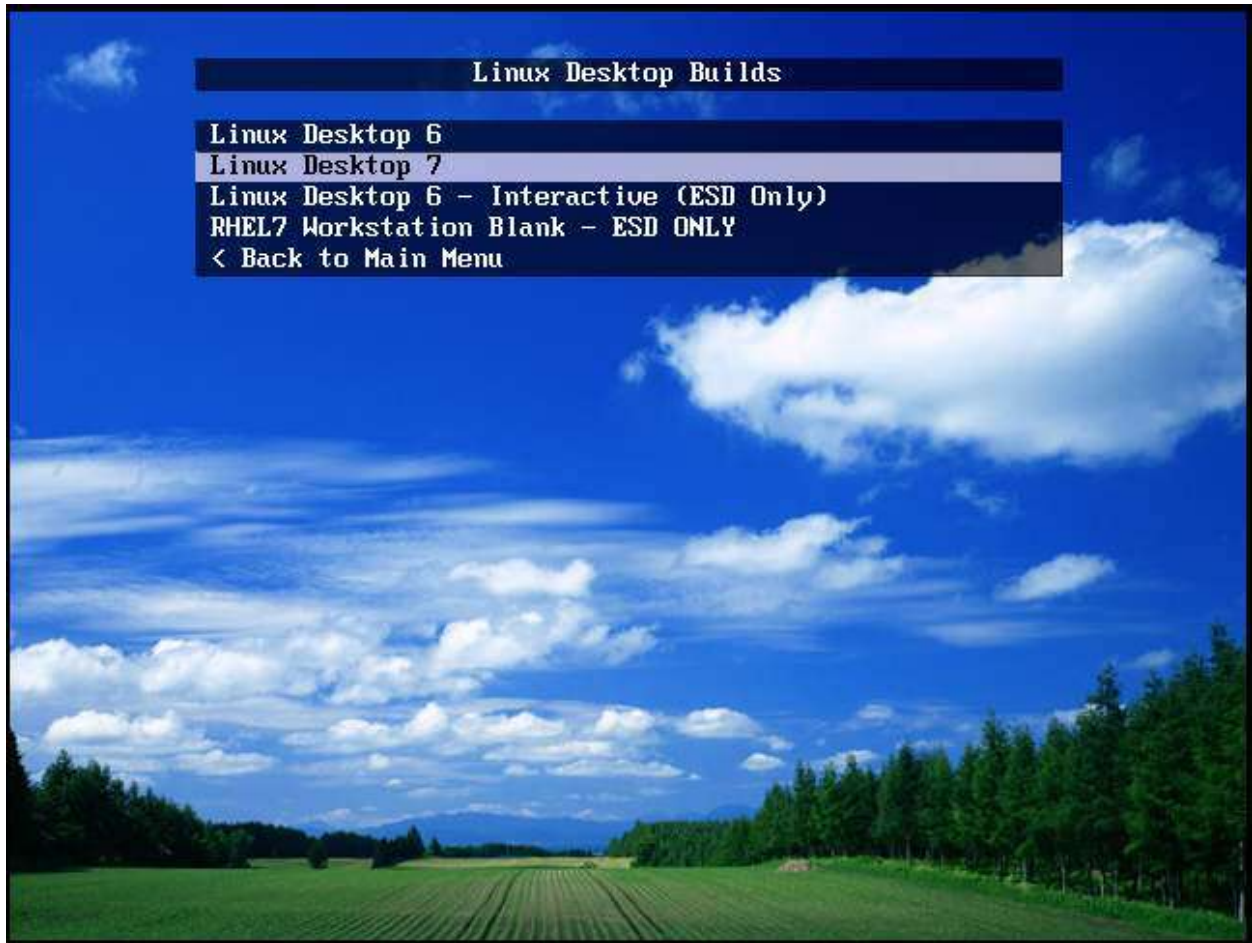 Linux Desktop Builds
Linux Desktop 6
Linux Desktop 7
Linux Desktop 6 - Interactive (ESD Only)
RHEL7 Workstation Blank - ESD ONLY
< Back to Main Menu